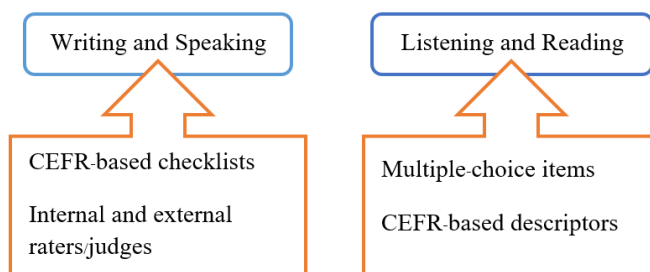 Writing and Speaking
Listening and Reading
CEFR-based checklists
Internal and external
raters/judges
Multiple-choice items
CEFR-based descriptors